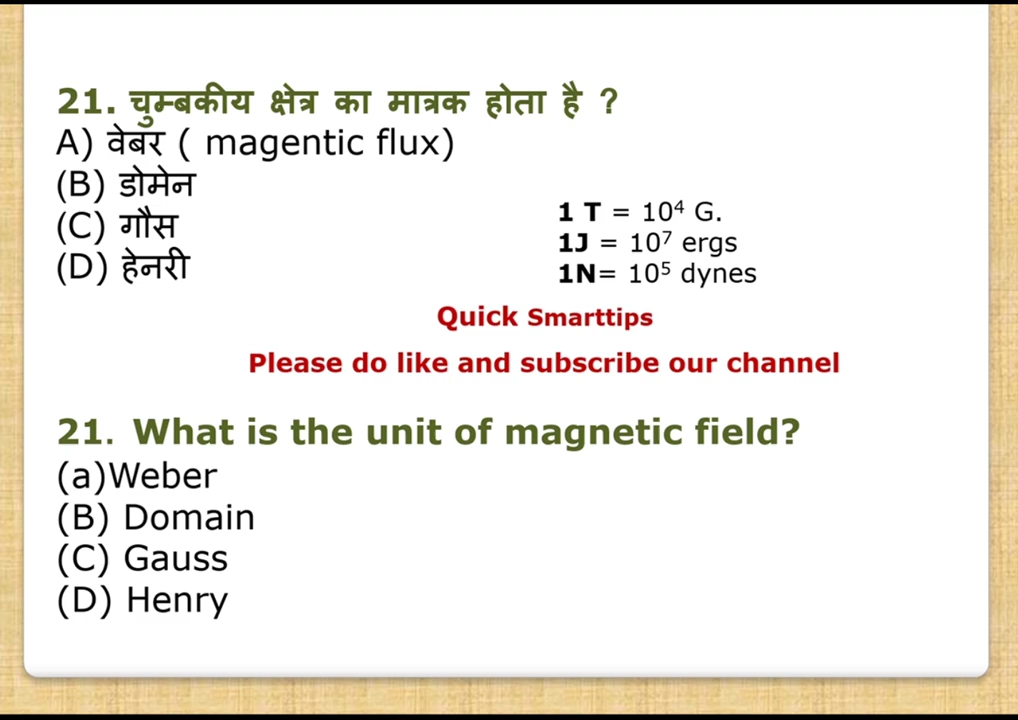 21. चुम्बकीय क्षेत्र का मात्रक होता है ?
A) वेबर ( magentic flux)
(B) डोमेन
(C) गौस
(D) हेनरी
1 T = 10⁴ G.
1J = 10⁷ ergs
1N= 10⁵ dynes
Quick Smarttips
Please do like and subscribe our channel
21. What is the unit of magnetic field?
(a)Weber
(B) Domain
(C) Gauss
(D) Henry